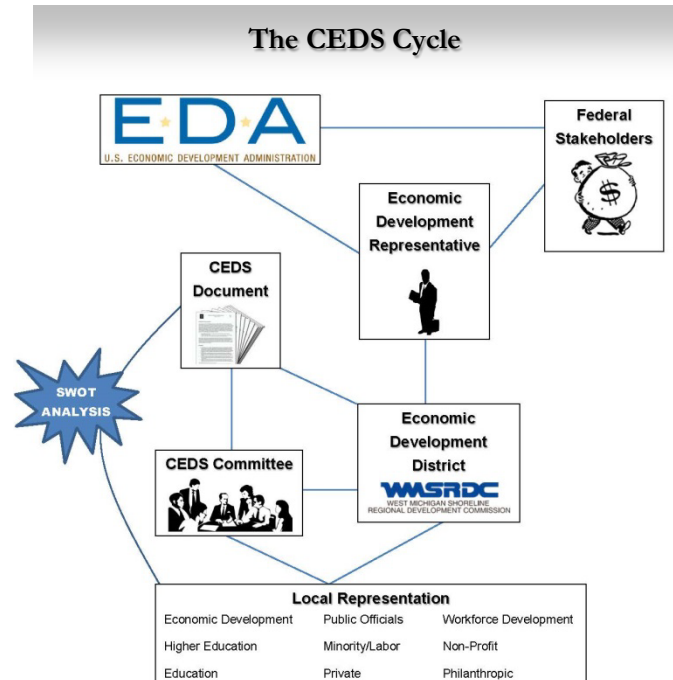 The CEDS Cycle
E D A
U.S. ECONOMIC DEVELOPMENT ADMINISTRATION
Federal
Stakeholders
$
Economic
Development
Representative
CEDS
Document
SWOT
ANALYSIS
Economic
Development
District
WMSRDC
WEST MICHIGAN SHORELINE
REGIONAL DEVELOPMENT COMMISSION
CEDS Committee
Local Representation
Economic Development Public Officials Workforce Development
Higher Education Minority/Labor Non-Profit
Education Private Philanthropic